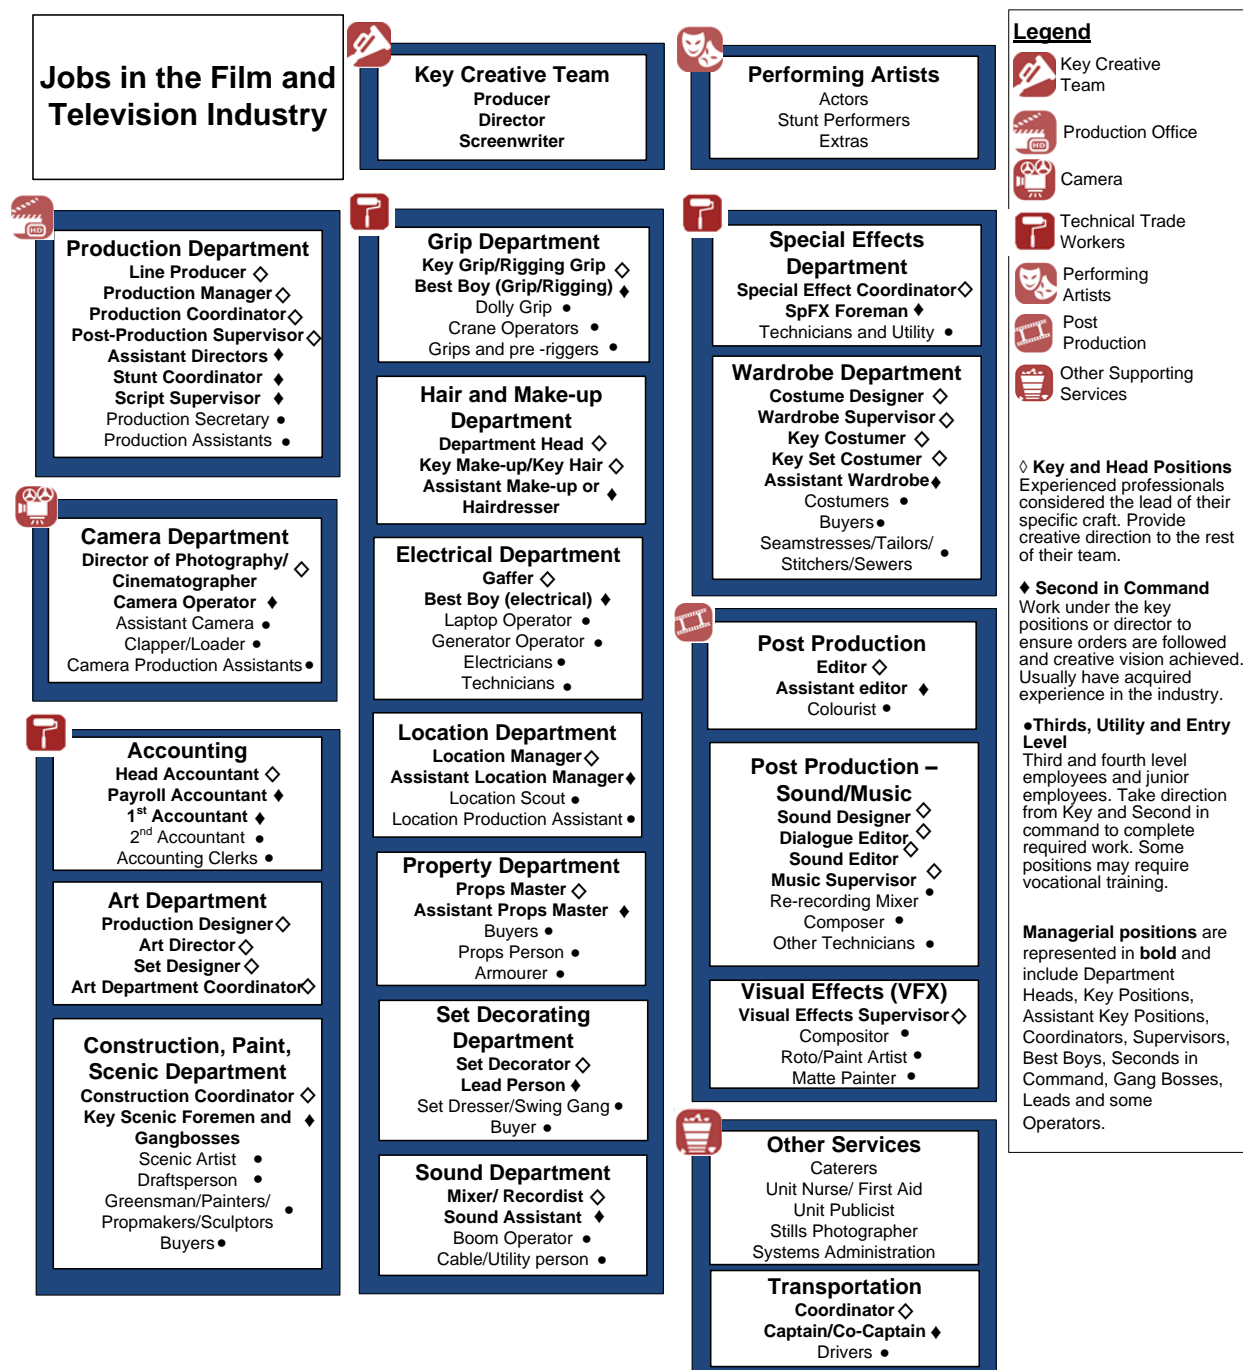 Jobs in the Film and
Television Industry
Key Creative Team
Producer
Director
Screenwriter
Performing Artists
Actors
Stunt Performers
Extras
Production Department
Line Producer ◇
Production Manager ◇
Production Coordinator ◇
Post-Production Supervisor ◇
Assistant Directors ♦
Stunt Coordinator ♦
Script Supervisor ♦
Production Secretary ●
Production Assistants ●
Camera Department
Director of Photography/
Cinematographer ◇
Camera Operator ♦
Assistant Camera ●
Clapper/Loader ●
Camera Production Assistants ●
Accounting
Head Accountant ◇
Payroll Accountant ♦
1st Accountant ♦
2nd Accountant ●
Accounting Clerks ●
Art Department
Production Designer ◇
Art Director ◇
Set Designer ◇
Art Department Coordinator ◇
Construction, Paint,
Scenic Department
Construction Coordinator ◇
Key Scenic Foremen and
Gangbosses ♦
Scenic Artist ●
Draftsperson ●
Greensman/Painters/
Propmakers/Sculptors ●
Buyers ●
Grip Department
Key Grip/Rigging Grip ◇
Best Boy (Grip/Rigging) ♦
Dolly Grip ●
Crane Operators ●
Grips and pre -riggers ●
Hair and Make-up
Department
Department Head ◇
Key Make-up/Key Hair ◇
Assistant Make-up or
Hairdresser ♦
Electrical Department
Gaffer ◇
Best Boy (electrical) ♦
Laptop Operator ●
Generator Operator ●
Electricians ●
Technicians ●
Location Department
Location Manager ◇
Assistant Location Manager ♦
Location Scout ●
Location Production Assistant ●
Property Department
Props Master ◇
Assistant Props Master ♦
Buyers ●
Props Person ●
Armourer ●
Set Decorating
Department
Set Decorator ◇
Lead Person ♦
Set Dresser/Swing Gang ●
Buyer ●
Sound Department
Mixer/ Recordist ◇
Sound Assistant ♦
Boom Operator ●
Cable/Utility person ●
Special Effects
Department
Special Effect Coordinator ◇
SpFX Foreman ♦
Technicians and Utility ●
Wardrobe Department
Costume Designer ◇
Wardrobe Supervisor ◇
Key Costumer ◇
Key Set Costumer ◇
Assistant Wardrobe ♦
Costumers ●
Buyers ●
Seamstresses/Tailors/
Stitchers/Sewers ●
Post Production
Editor ◇
Assistant editor ♦
Colourist ●
Post Production –
Sound/Music
Sound Designer ◇
Dialogue Editor ◇
Sound Editor ◇
Music Supervisor ◇
Re-recording Mixer ●
Composer ●
Other Technicians ●
Visual Effects (VFX)
Visual Effects Supervisor ◇
Compositor ●
Roto/Paint Artist ●
Matte Painter ●
Other Services
Caterers
Unit Nurse/ First Aid
Unit Publicist
Stills Photographer
Systems Administration
Transportation
Coordinator ◇
Captain/Co-Captain ♦
Drivers ●
Legend
Key Creative
Team
HD
Production Office
Camera
Technical Trade
Workers
Performing
Artists
Post
Production
Other Supporting
Services
◊ Key and Head Positions
Experienced professionals
considered the lead of their
specific craft. Provide
creative direction to the rest
of their team.
♦ Second in Command
Work under the key
positions or director to
ensure orders are followed
and creative vision achieved.
Usually have acquired
experience in the industry.
●Thirds, Utility and Entry
Level
Third and fourth level
employees and junior
employees. Take direction
from Key and Second in
command to complete
required work. Some
positions may require
vocational training.
Managerial positions are
represented in bold and
include Department
Heads, Key Positions,
Assistant Key Positions,
Coordinators, Supervisors,
Best Boys, Seconds in
Command, Gang Bosses,
Leads and some
Operators.
HD